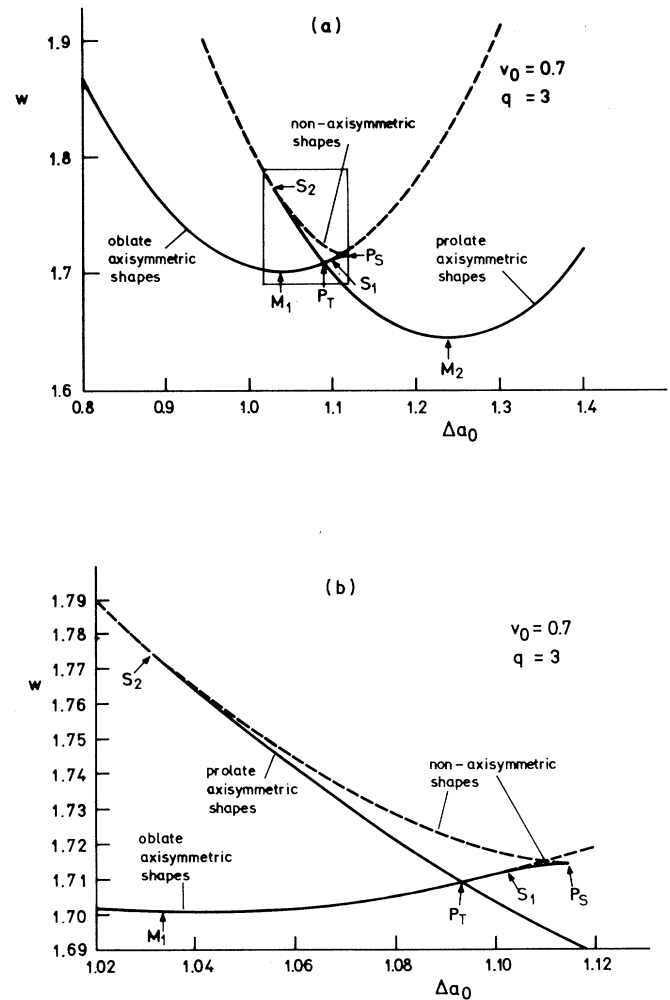 (a)
1.9
w
1.8
1.7
1.6
v₀ = 0.7
q = 3
non-axisymmetric
shapes
S₂
oblate
axisymmetric
shapes
prolate
axisymmetric
shapes
P_S
S₁
P_T
M₁
M₂
0.8 0.9 1.0 1.1 1.2 1.3 1.4
Δa₀
(b)
1.79
1.78
1.77
1.76
1.75
1.74
1.73
1.72
1.71
1.70
1.69
w
v₀ = 0.7
q = 3
S₂
prolate
axisymmetric
shapes
non-axisymmetric
shapes
oblate
axisymmetric
shapes
S₁
P_S
P_T
M₁
1.02 1.04 1.06 1.08 1.10 1.12
Δa₀